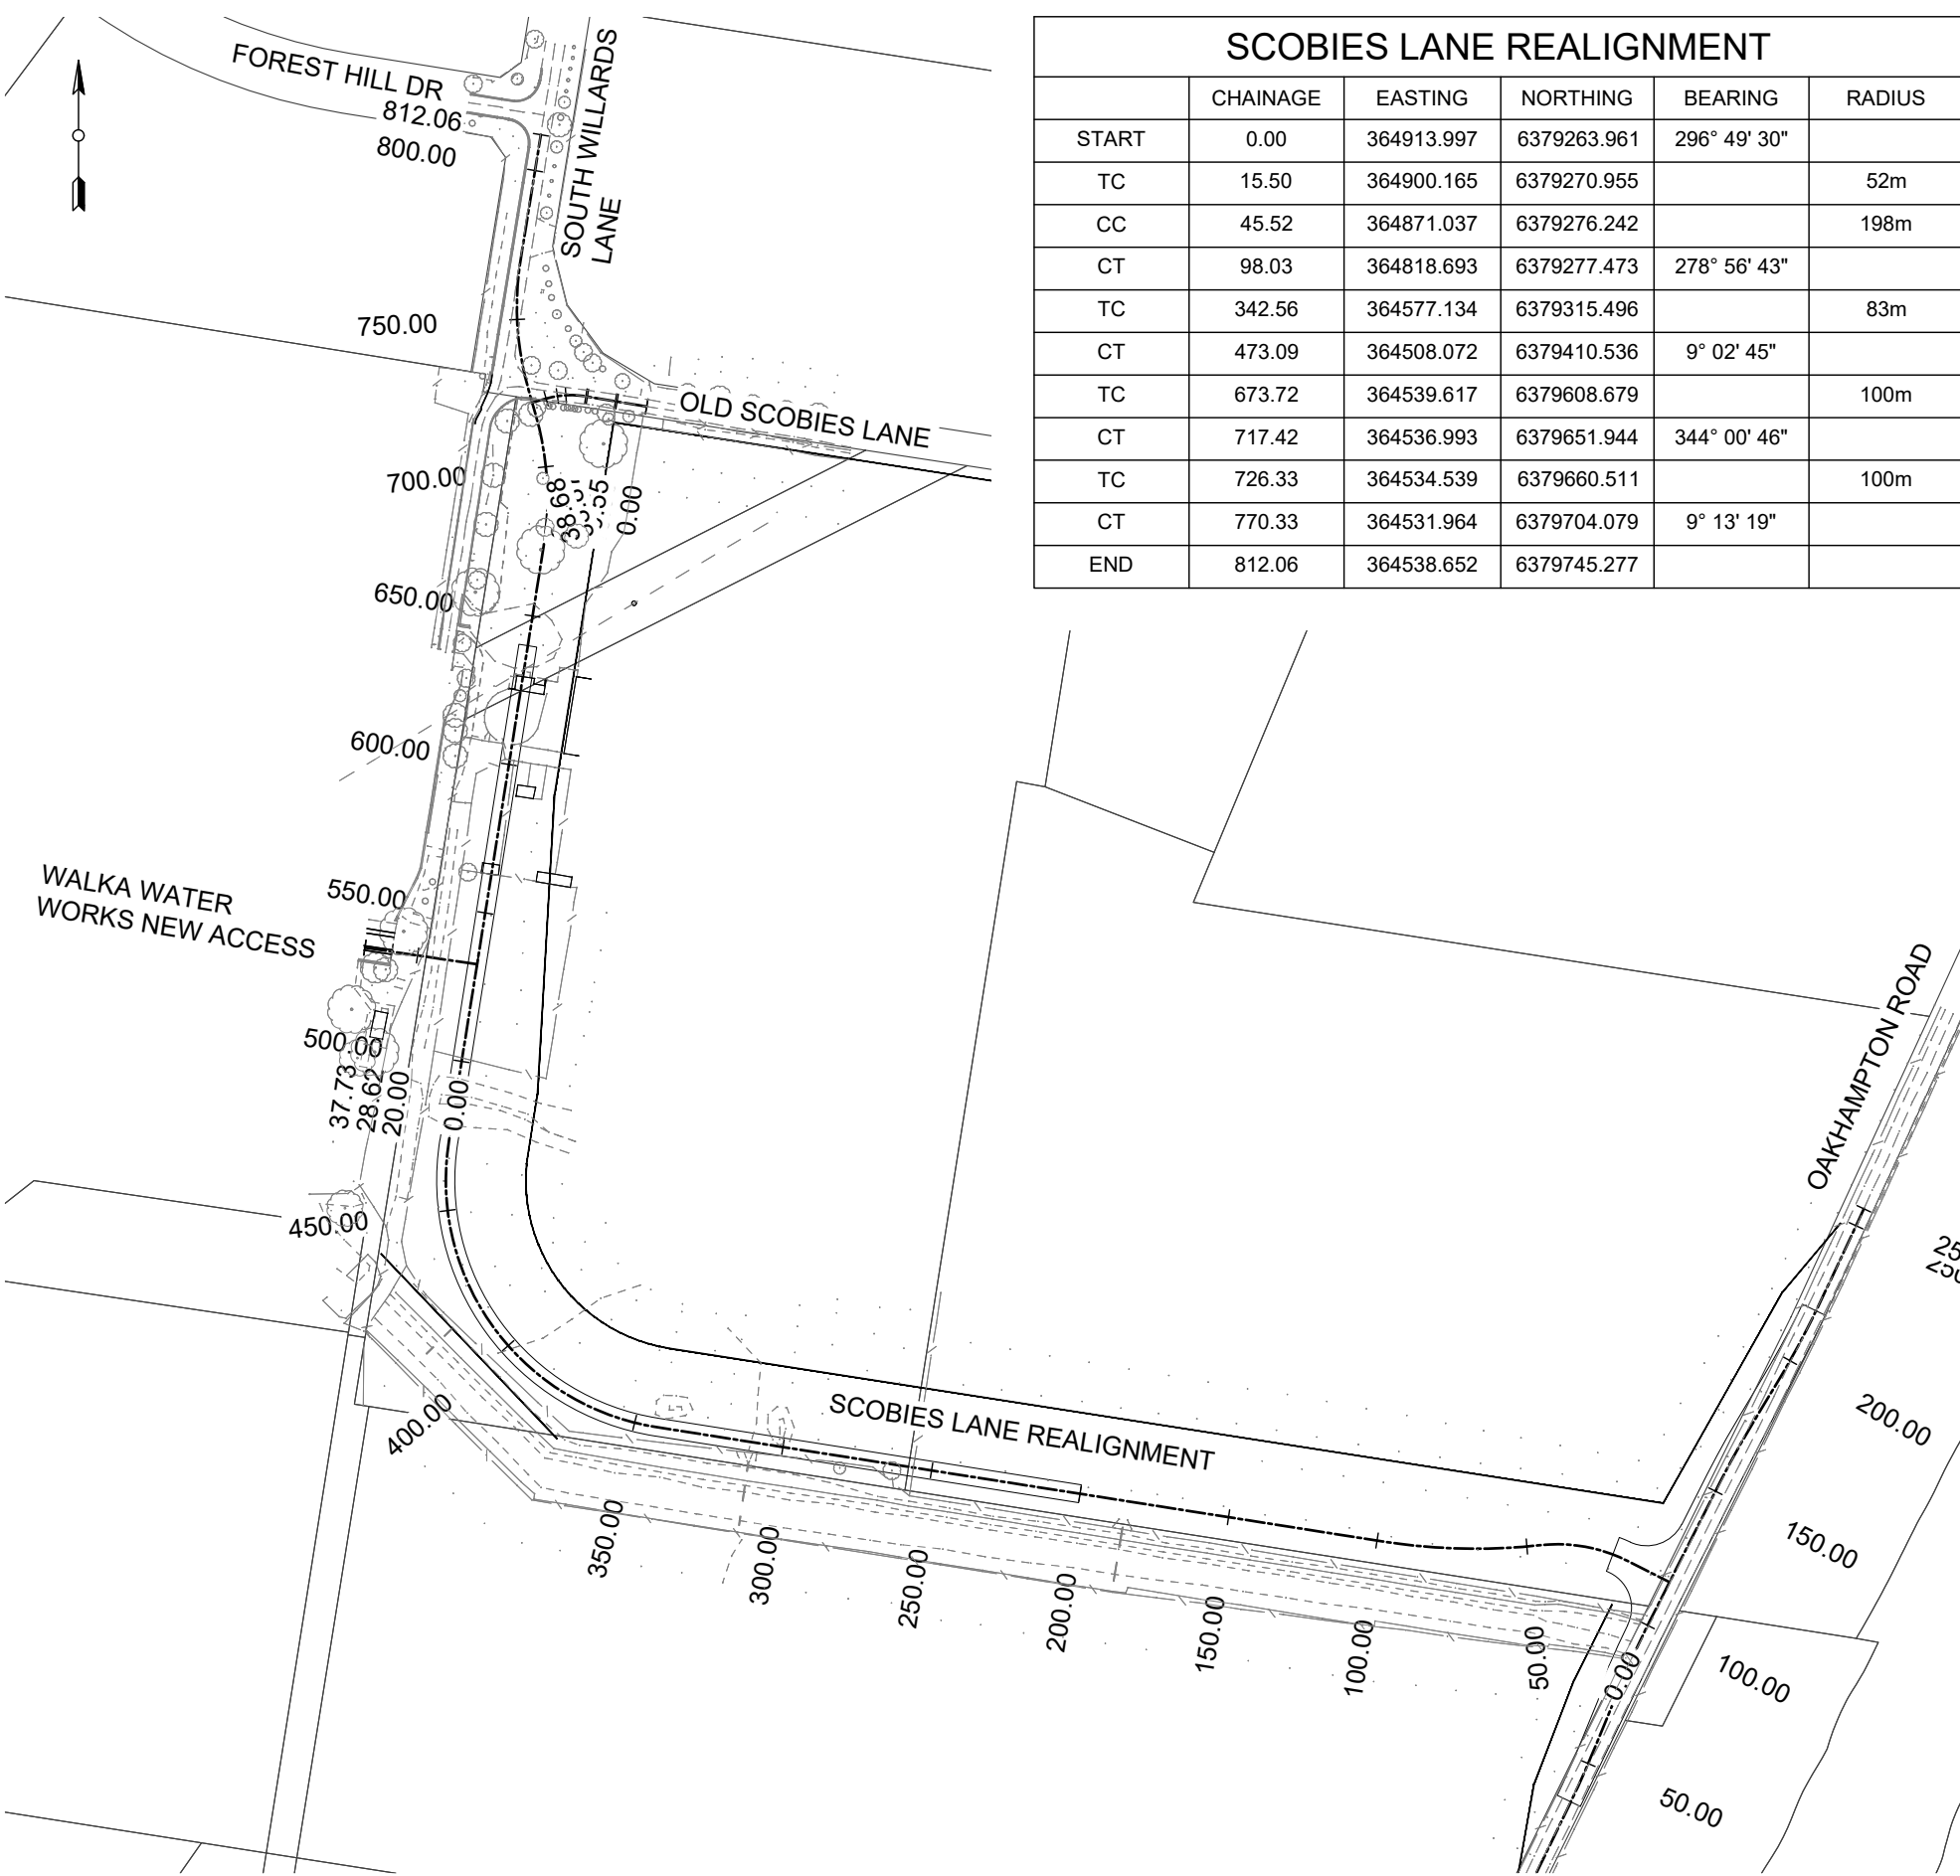 SCOBIES LANE REALIGNMENT
CHAINAGE EASTING NORTHING BEARING RADIUS
START 0.00 364913.997 6379263.961 296° 49' 30"
TC 15.50 364900.165 6379270.955 52m
CC 45.52 364871.037 6379276.242 198m
CT 98.03 364818.693 6379277.473 278° 56' 43"
TC 342.56 364577.134 6379315.496 83m
CT 473.09 364508.072 6379410.536 9° 02' 45"
TC 673.72 364539.617 6379608.679 100m
CT 717.42 364536.993 6379651.944 344° 00' 46"
TC 726.33 364534.539 6379660.511 100m
CT 770.33 364531.964 6379704.079 9° 13' 19"
END 812.06 364538.652 6379745.277
FOREST HILL DR
812.06
800.00
SOUTH WILLARDS
LANE
750.00
OLD SCOBIES LANE
700.00
38.68
0.00
650.00
600.00
WALKA WATER
WORKS NEW ACCESS
550.00
500.00
37.73
28.62
20.00
0.00
450.00
400.00
SCOBIES LANE REALIGNMENT
350.00
300.00
250.00
200.00
150.00
100.00
50.00
0.00
OAKHAMPTON ROAD
200.00
150.00
100.00
50.00